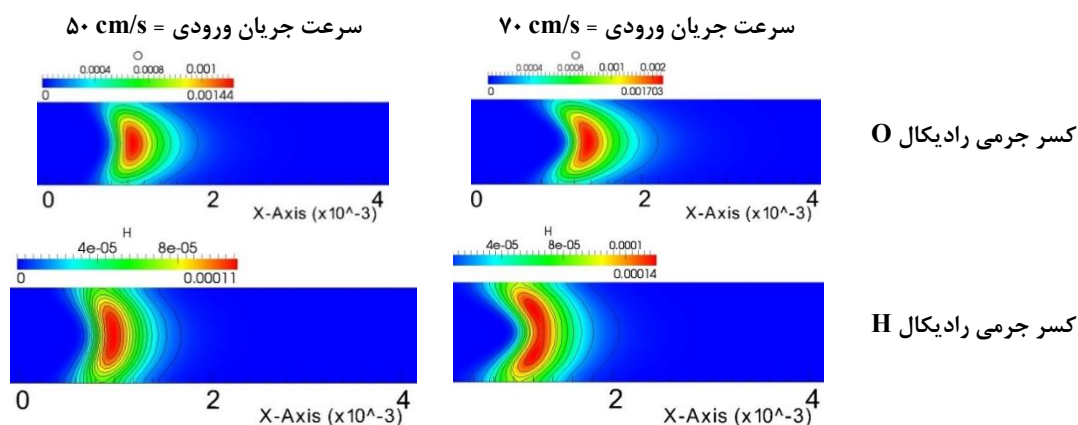 سرعت جریان ورودی = ۵۰ cm/s
سرعت جریان ورودی = ۷۰ cm/s
O
0.0004 0.0008 0.001
0 0.00144
0 2 4
X-Axis (x10^-3)
O
0.0004 0.0008 0.001 0.002
0 0.001703
0 2 4
X-Axis (x10^-3)
کسر جرمی رادیکال O
H
4e-05 8e-05
0 0.00011
0 2 4
X-Axis (x10^-3)
H
4e-05 8e-05 0.0001
0.00014
0 2 4
X-Axis (x10^-3)
کسر جرمی رادیکال H